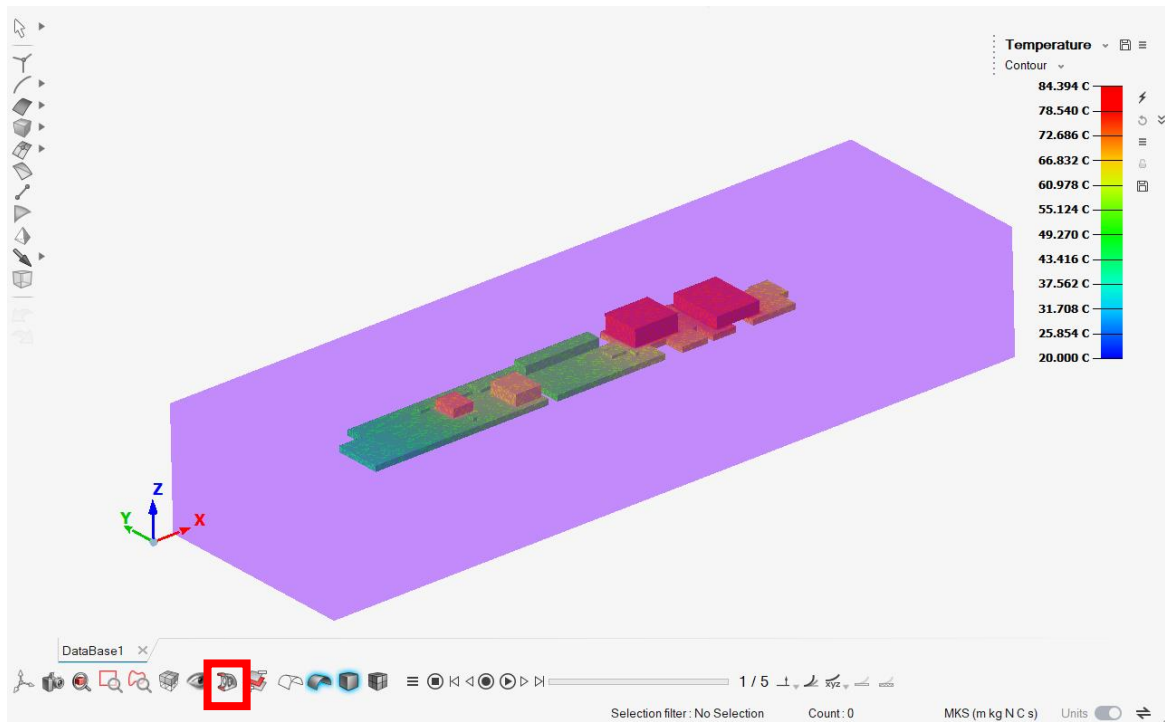 Temperature
Contour
84.394 C
78.540 C
72.686 C
66.832 C
60.978 C
55.124 C
49.270 C
43.416 C
37.562 C
31.708 C
25.854 C
20.000 C
Z
Y
X
DataBase1
1 / 5
xyz
Selection filter : No Selection
Count : 0
MKS (m kg N C s)
Units